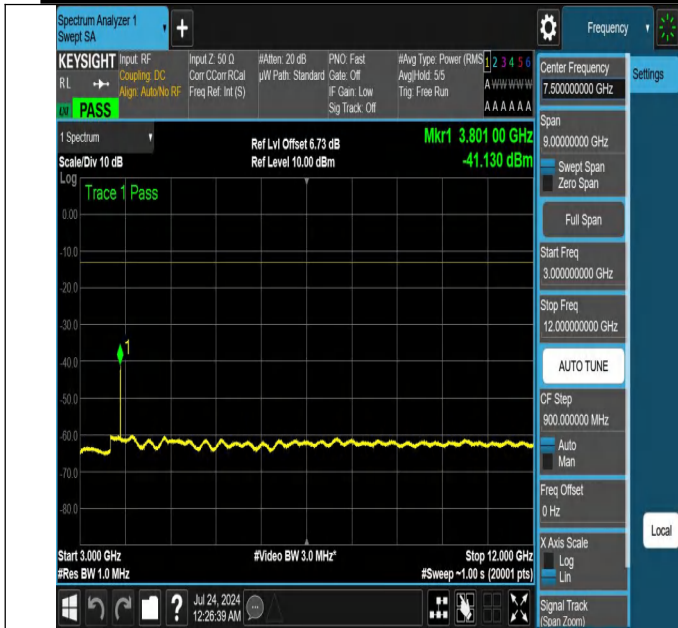 Spectrum Analyzer 1
Swept SA
+
Frequency
KEYSIGHT
RL
PASS
Input: RF
Coupling: DC
Align: Auto/No RF
Input Z: 50 Ω
Corr CCorr RCal
Freq Ref: Int (S)
#Atten: 20 dB
µW Path: Standard
PNO: Fast
Gate: Off
IF Gain: Low
Sig Track: Off
#Avg Type: Power (RMS
Avg|Hold: 5/5
Trig: Free Run
1 2 3 4 5 6
A W W W W W
A A A A A A
Center Frequency
7.500000000 GHz
Settings
Span
9.00000000 GHz
Swept Span
Zero Span
Full Span
Start Freq
3.000000000 GHz
Stop Freq
12.000000000 GHz
AUTO TUNE
CF Step
900.000000 MHz
Auto
Man
Freq Offset
0 Hz
X Axis Scale
Log
Lin
Local
Signal Track
(Span Zoom)
1 Spectrum
Scale/Div 10 dB
Ref Lvl Offset 6.73 dB
Ref Level 10.00 dBm
Mkr1 3.801 00 GHz
-41.130 dBm
Log
Trace 1 Pass
0.00
-10.0
-20.0
-30.0
-40.0
-50.0
-60.0
-70.0
-80.0
1
Start 3.000 GHz
#Res BW 1.0 MHz
#Video BW 3.0 MHz*
Stop 12.000 GHz
#Sweep ~1.00 s (20001 pts)
?
Jul 24, 2024
12:26:39 AM